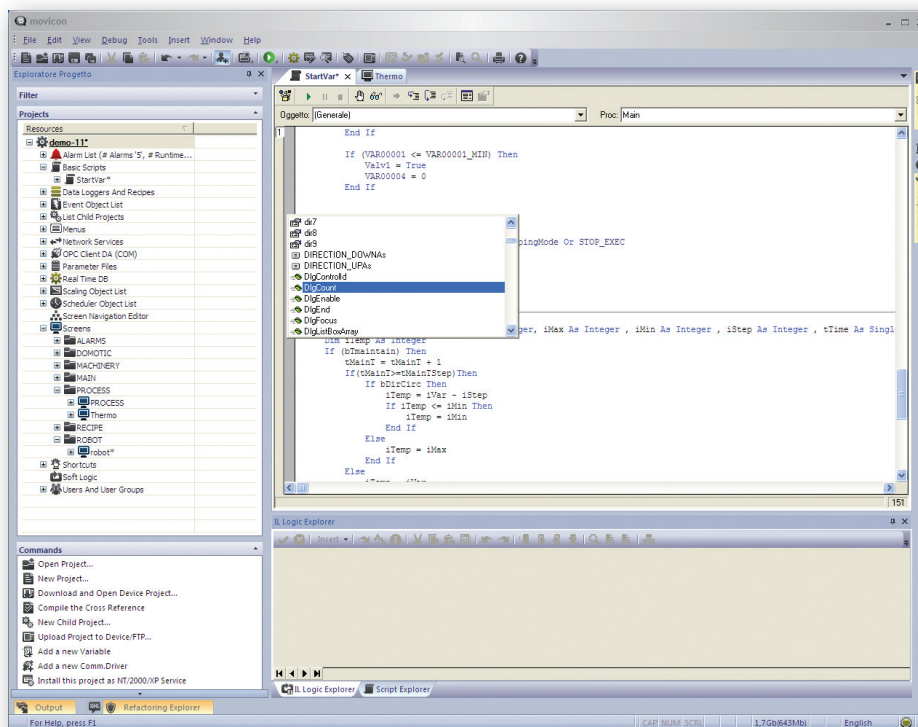 movicon
File Edit View Debug Tools Insert Window Help
Esploratore Progetto
Filter
Projects
Resources
demo-11*
Alarm List (# Alarms '5', # Runtime...
Basic Scripts
StartVar*
Data Loggers And Recipes
Event Object List
List Child Projects
Menus
Network Services
OPC Client DA (COM)
Parameter Files
Real Time DB
Scaling Object List
Scheduler Object List
Screen Navigation Editor
Screens
ALARMS
DOMOTIC
MACHINERY
MAIN
PROCESS
PROCESS
Thermo
RECIPE
ROBOT
robot*
Shortcuts
Soft Logic
Users And User Groups
Commands
Open Project...
New Project...
Download and Open Device Project...
Compile the Cross Reference
New Child Project...
Upload Project to Device/FTP...
Add a new Variable
Add a new Comm.Driver
Install this project as NT/2000/XP Service
Output XML Refactoring Explorer
StartVar* Thermo
Oggetto: (Generale) Proc: Main
1 End If
If (VAR00001 <= VAR00001_MIN) Then
Valv1 = True
VAR00004 = 0
End If
dir7
dir8
dir9
pingMode Or STOP_EXEC
DIRECTION_DOWNAs
DIRECTION_UPAs
DlgControlId
DlgCount
DlgEnable
DlgEnd
DlgFocus
DlgListBoxArray
ger, iMax As Integer , iMin As Integer , iStep As Integer , tTime As Singl
Dim iTemp As Integer
If (bTmaintain) Then
tMainT = tMainT + 1
If(tMainT>=tMainTStep)Then
If bDirCirc Then
iTemp = iVar - iStep
If iTemp <= iMin Then
iTemp = iMin
End If
Else
iTemp = iMax
End If
Else
151
IL Logic Explorer
Insert
IL Logic Explorer Script Explorer
For Help, press F1 CAP NUM SCRL 1,7Gb(643Mb) English